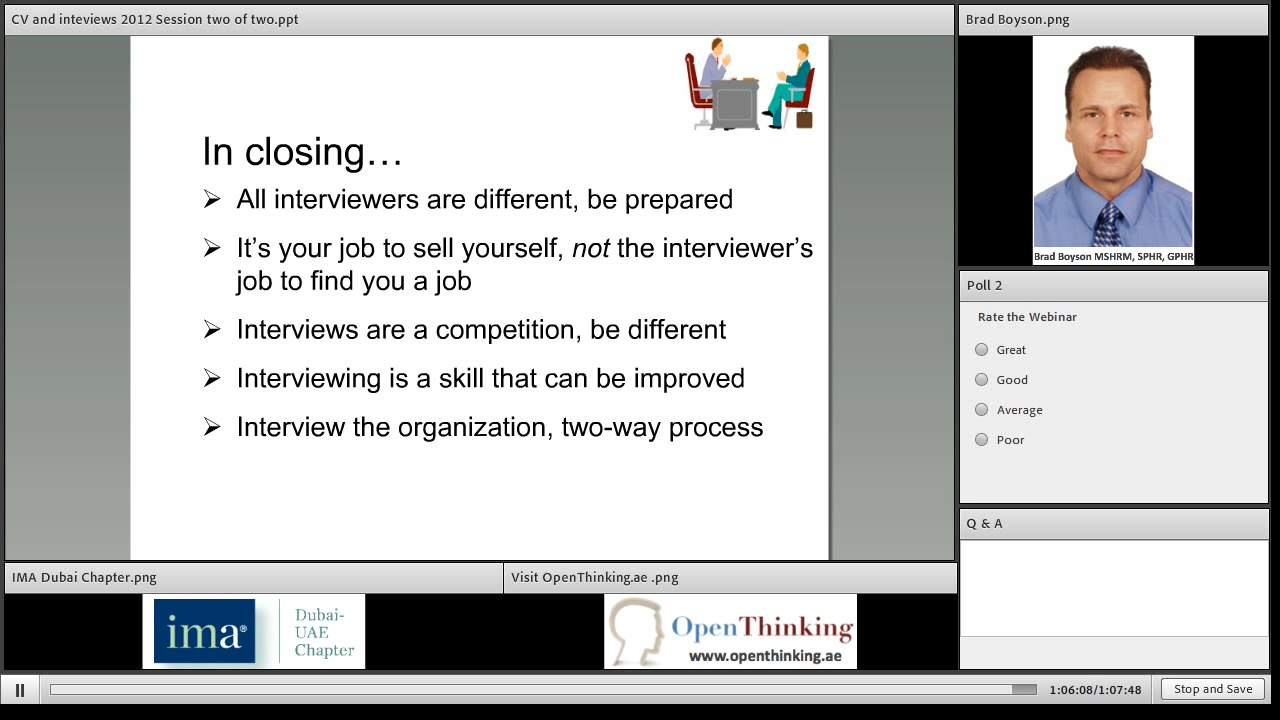 CV and inteviews 2012 Session two of two.ppt
In closing…
➢ All interviewers are different, be prepared
➢ It's your job to sell yourself, not the interviewer's
job to find you a job
➢ Interviews are a competition, be different
➢ Interviewing is a skill that can be improved
➢ Interview the organization, two-way process
Brad Boyson.png
Brad Boyson MSHRM, SPHR, GPHR
Poll 2
Rate the Webinar
Great
Good
Average
Poor
Q & A
IMA Dubai Chapter.png
ima®
Dubai-
UAE
Chapter
Visit OpenThinking.ae .png
OpenThinking
www.openthinking.ae
1:06:08/1:07:48
Stop and Save